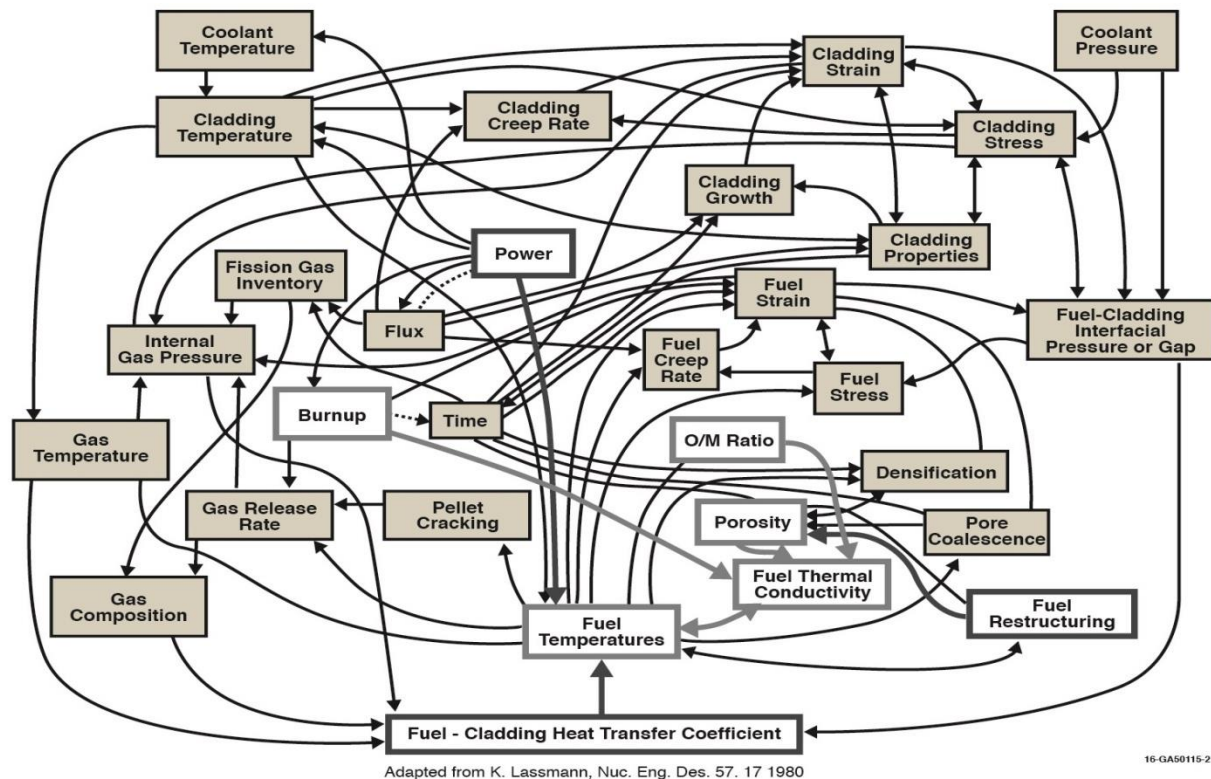 Coolant
Temperature
Cladding
Strain
Coolant
Pressure
Cladding
Temperature
Cladding
Creep Rate
Cladding
Stress
Cladding
Growth
Power
Cladding
Properties
Fission Gas
Inventory
Fuel
Strain
Internal
Gas Pressure
Flux
Fuel
Creep
Rate
Fuel-Cladding
Interfacial
Pressure or Gap
Fuel
Stress
Burnup
Time
Gas
Temperature
O/M Ratio
Densification
Gas Release
Rate
Pellet
Cracking
Porosity
Pore
Coalescence
Fuel Thermal
Conductivity
Gas
Composition
Fuel
Temperatures
Fuel
Restructuring
Fuel - Cladding Heat Transfer Coefficient
Adapted from K. Lassmann, Nuc. Eng. Des. 57. 17 1980
16-GA50115-2